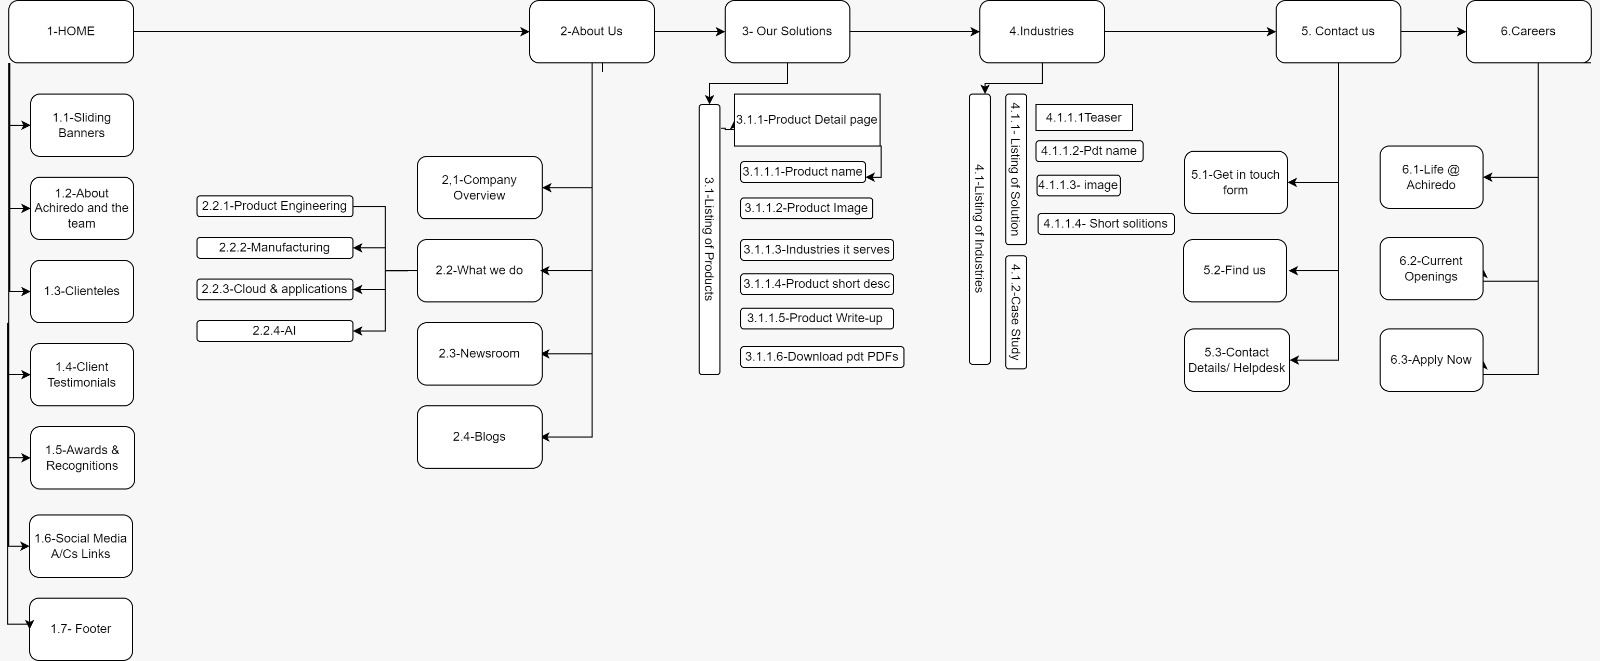 1-HOME
2-About Us
3- Our Solutions
4.Industries
5. Contact us
6.Careers
1.1-Sliding
Banners
1.2-About
Achiredo and the
team
1.3-Clienteles
1.4-Client
Testimonials
1.5-Awards &
Recognitions
1.6-Social Media
A/Cs Links
1.7- Footer
2,1-Company
Overview
2.2-What we do
2.2.1-Product Engineering
2.2.2-Manufacturing
2.2.3-Cloud & applications
2.2.4-AI
2.3-Newsroom
2.4-Blogs
3.1-Listing of Products
3.1.1-Product Detail page
3.1.1.1-Product name
3.1.1.2-Product Image
3.1.1.3-Industries it serves
3.1.1.4-Product short desc
3.1.1.5-Product Write-up
3.1.1.6-Download pdt PDFs
4.1-Listing of Industries
4.1.1- Listing of Solution
4.1.1.1Teaser
4.1.1.2-Pdt name
4.1.1.3- image
4.1.1.4- Short solitions
4.1.2-Case Study
5.1-Get in touch
form
5.2-Find us
5.3-Contact
Details/ Helpdesk
6.1-Life @
Achiredo
6.2-Current
Openings
6.3-Apply Now